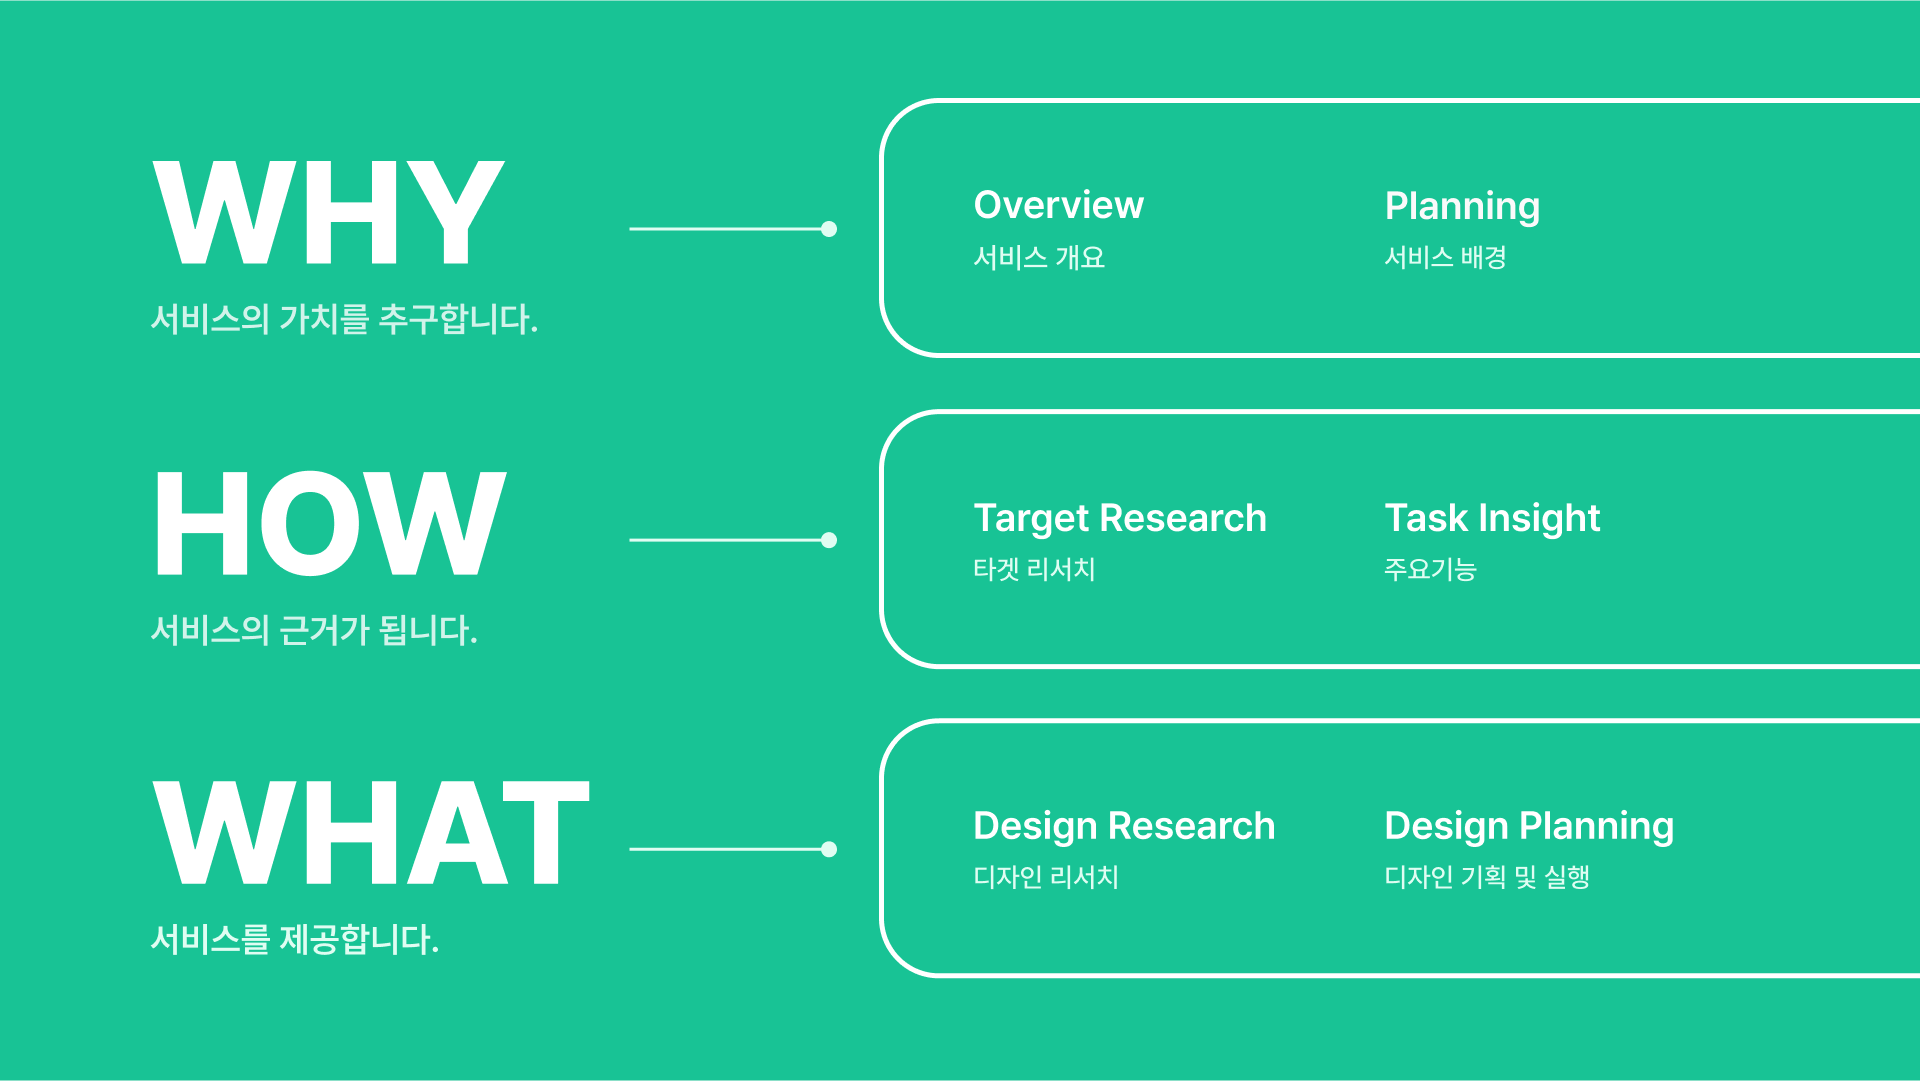 WHY
서비스의 가치를 추구합니다.
Overview
서비스 개요
Planning
서비스 배경
HOW
서비스의 근거가 됩니다.
Target Research
타겟 리서치
Task Insight
주요기능
WHAT
서비스를 제공합니다.
Design Research
디자인 리서치
Design Planning
디자인 기획 및 실행